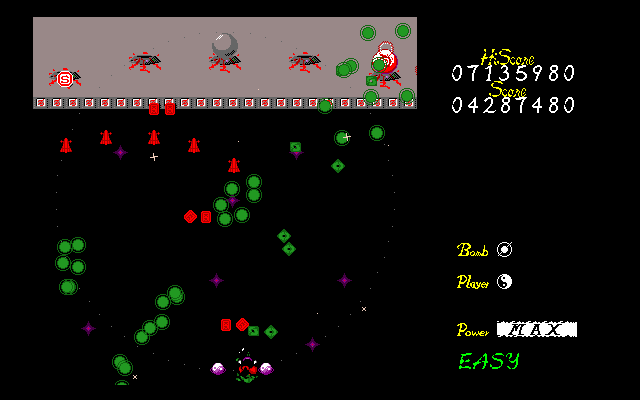 HiScore
07135980
Score
04287480
S
Bomb
Player
Power MAX
EASY